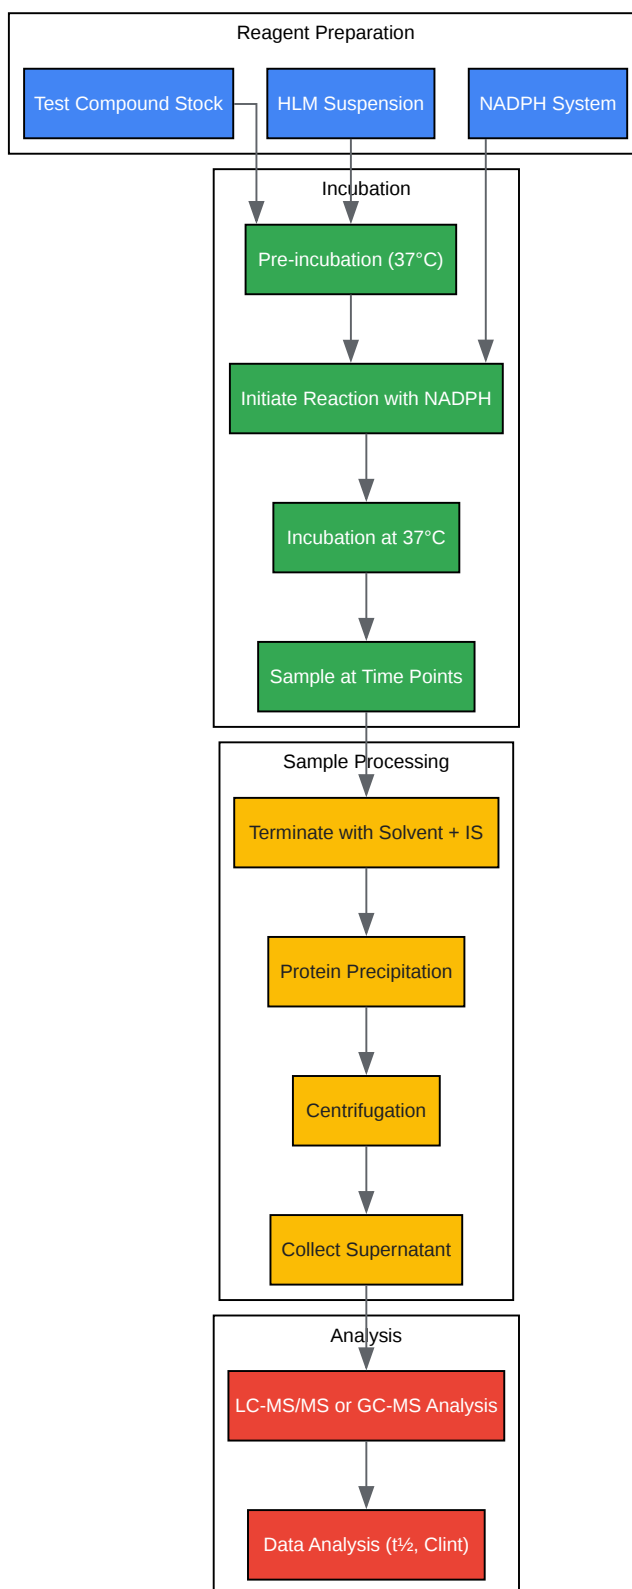 Reagent Preparation
Test Compound Stock
HLM Suspension
NADPH System
Incubation
Pre-incubation (37°C)
Initiate Reaction with NADPH
Incubation at 37°C
Sample at Time Points
Sample Processing
Terminate with Solvent + IS
Protein Precipitation
Centrifugation
Collect Supernatant
Analysis
LC-MS/MS or GC-MS Analysis
Data Analysis (t½, Clint)